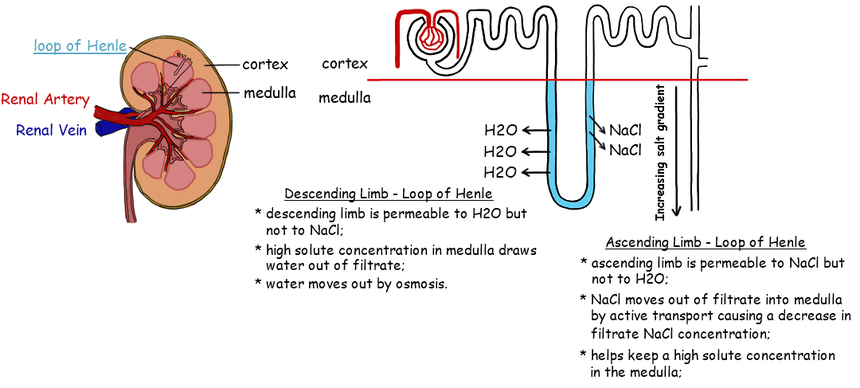 loop of Henle
cortex
medulla
Renal Artery
Renal Vein
cortex
medulla
H2O
H2O
H2O
NaCl
NaCl
Increasing salt gradient
Descending Limb - Loop of Henle
* descending limb is permeable to H2O but
not to NaCl;
* high solute concentration in medulla draws
water out of filtrate;
* water moves out by osmosis.
Ascending Limb - Loop of Henle
* ascending limb is permeable to NaCl but
not to H2O;
* NaCl moves out of filtrate into medulla
by active transport causing a decrease in
filtrate NaCl concentration;
* helps keep a high solute concentration
in the medulla;